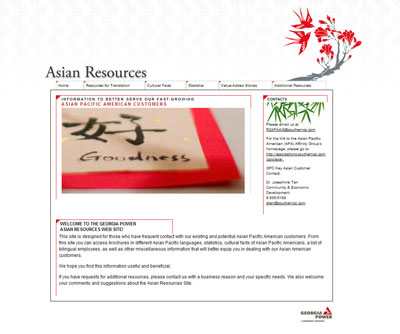 Asian Resources
Home Resources for Translation Cultural Facts Statistics Value-Added Stories Additional Resources
INFORMATION TO BETTER SERVE OUR FAST-GROWING
ASIAN PACIFIC AMERICAN CUSTOMERS
好
Goodness
CONTACTS
Please email us at
For the link to the Asian Pacific
American (APA) Affinity Group's
homepage, please go to
GPC Key Asian Customer
Contact
Dr. Josephine Tan
Community & Economic
Development
WELCOME TO THE GEORGIA POWER
ASIAN RESOURCES WEB SITE!
This site is designed for those who have frequent contact with our existing and potential Asian Pacific American customers. From
this site you can access brochures in different Asian Pacific languages, statistics, cultural facts of Asian Pacific Americans, a list of
bilingual employees, as well as other miscellaneous information that will better equip you in dealing with our Asian American
customers.
We hope you find this information useful and beneficial.
If you have requests for additional resources, please contact us with a business reason and your specific needs. We also welcome
your comments and suggestions about the Asian Resources Site.
GEORGIA
POWER